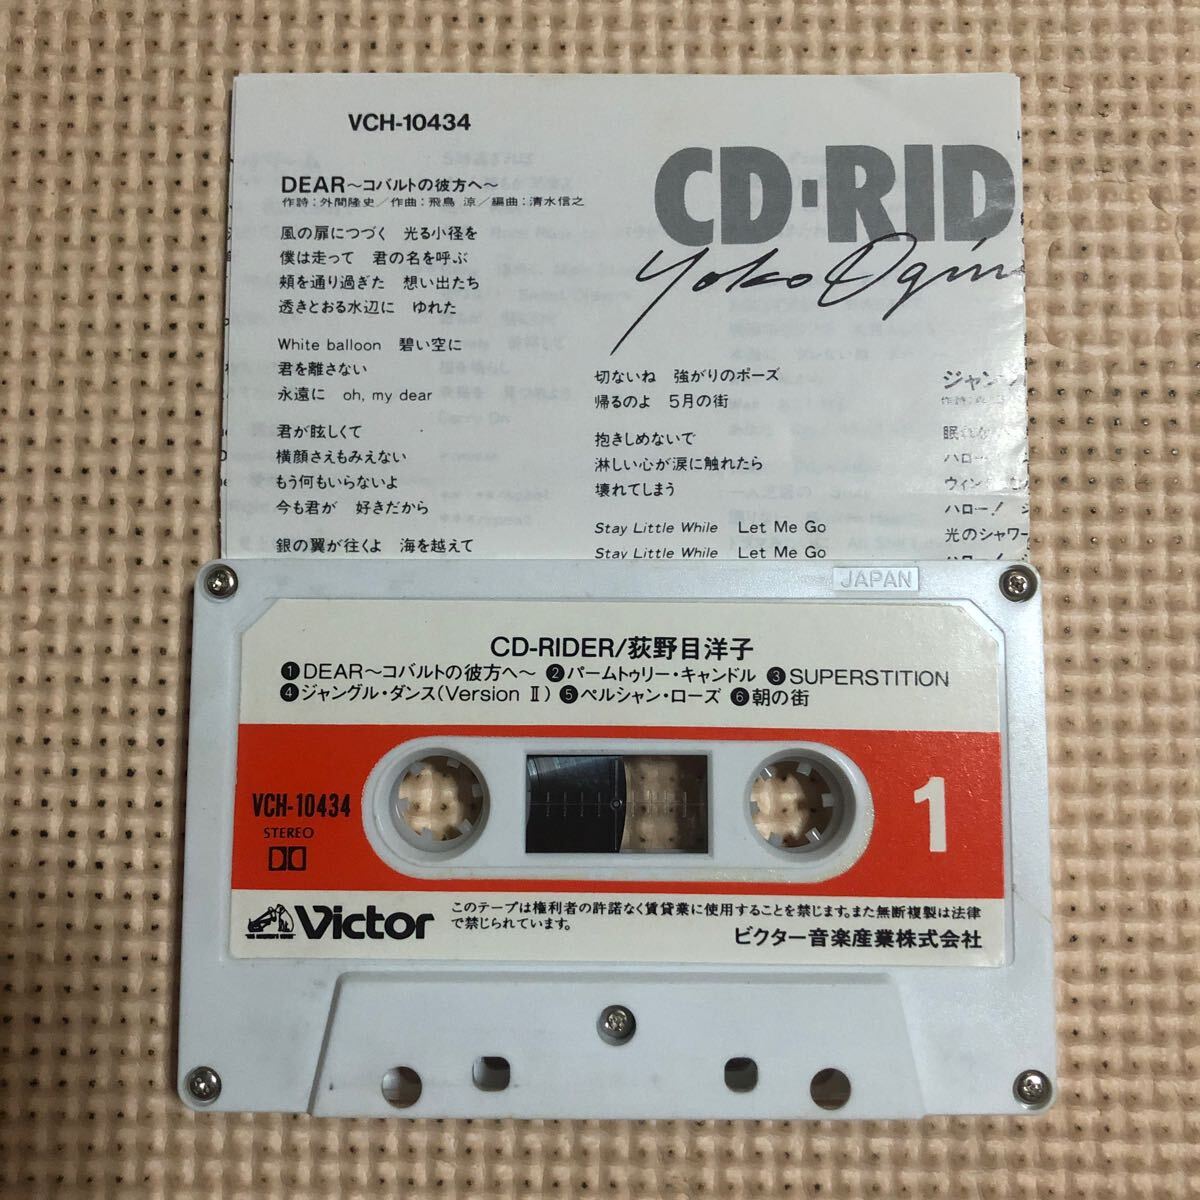 VCH-10434
DEAR～コバルトの彼方へ～
作詩：外間隆史／作曲：飛鳥 涼／編曲：清水信之
風の扉につづく 光る小径を
僕は走って 君の名を呼ぶ
頬を通り過ぎた 想い出たち
透きとおる水辺に ゆれた
White balloon 碧い空に
君を離さない
永遠に oh, my dear
君が眩しくて
横顔さえもみえない
もう何もいらないよ
今も君が 好きだから
銀の翼が往くよ 海を越えて
CD-RID
Yoko Ogin
切ないね 強がりのポーズ
帰るのよ 5月の街
抱きしめないで
淋しい心が涙に触れたら
壊れてしまう
Stay Little While Let Me Go
Stay Little While Let Me Go
ジャン
作詩
眠れな
ハロー！
ウィン
ハロー！ ジ
光のシャワー
ハロー！
JAPAN
CD-RIDER/荻野目洋子
❶DEAR～コバルトの彼方へ～ ❷パームトゥリー・キャンドル ❸SUPERSTITION
❹ジャングル・ダンス(Version Ⅱ) ❺ペルシャン・ローズ ❻朝の街
VCH-10434
STEREO
1
Victor
このテープは権利者の許諾なく賃貸業に使用することを禁じます。また無断複製は法律
で禁じられています。
ビクター音楽産業株式会社